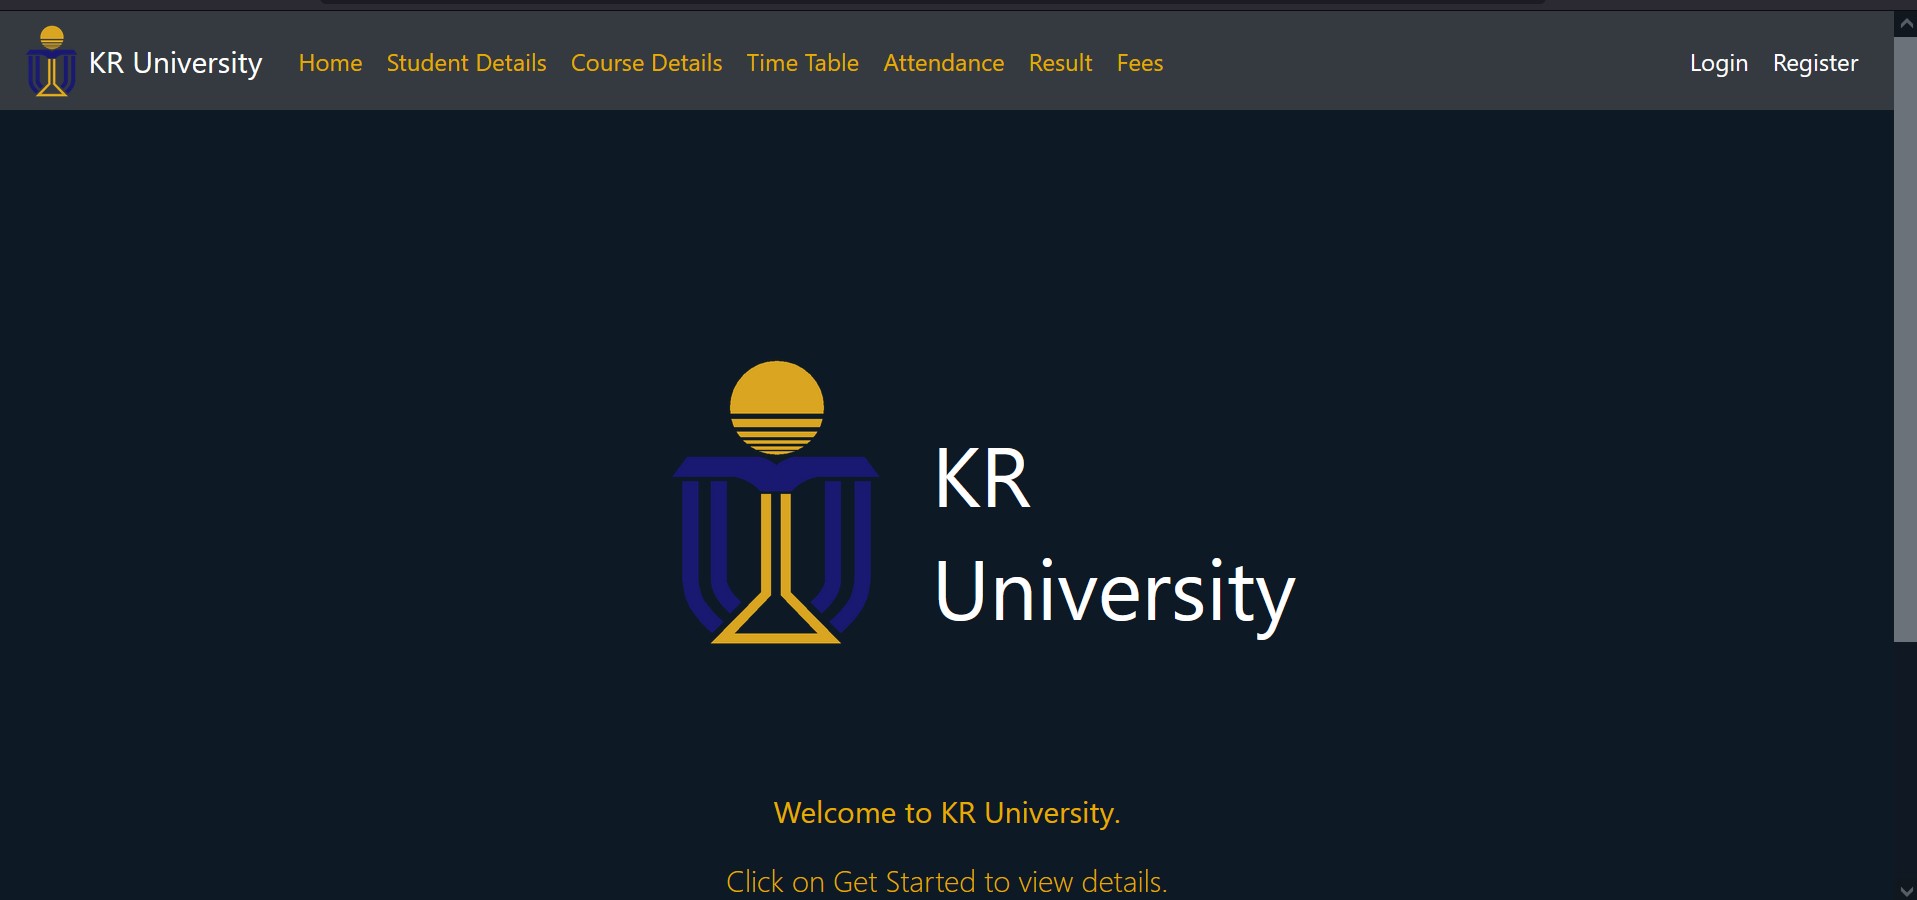 KR University Home Student Details Course Details Time Table Attendance Result Fees Login Register
KR
University
Welcome to KR University.
Click on Get Started to view details.